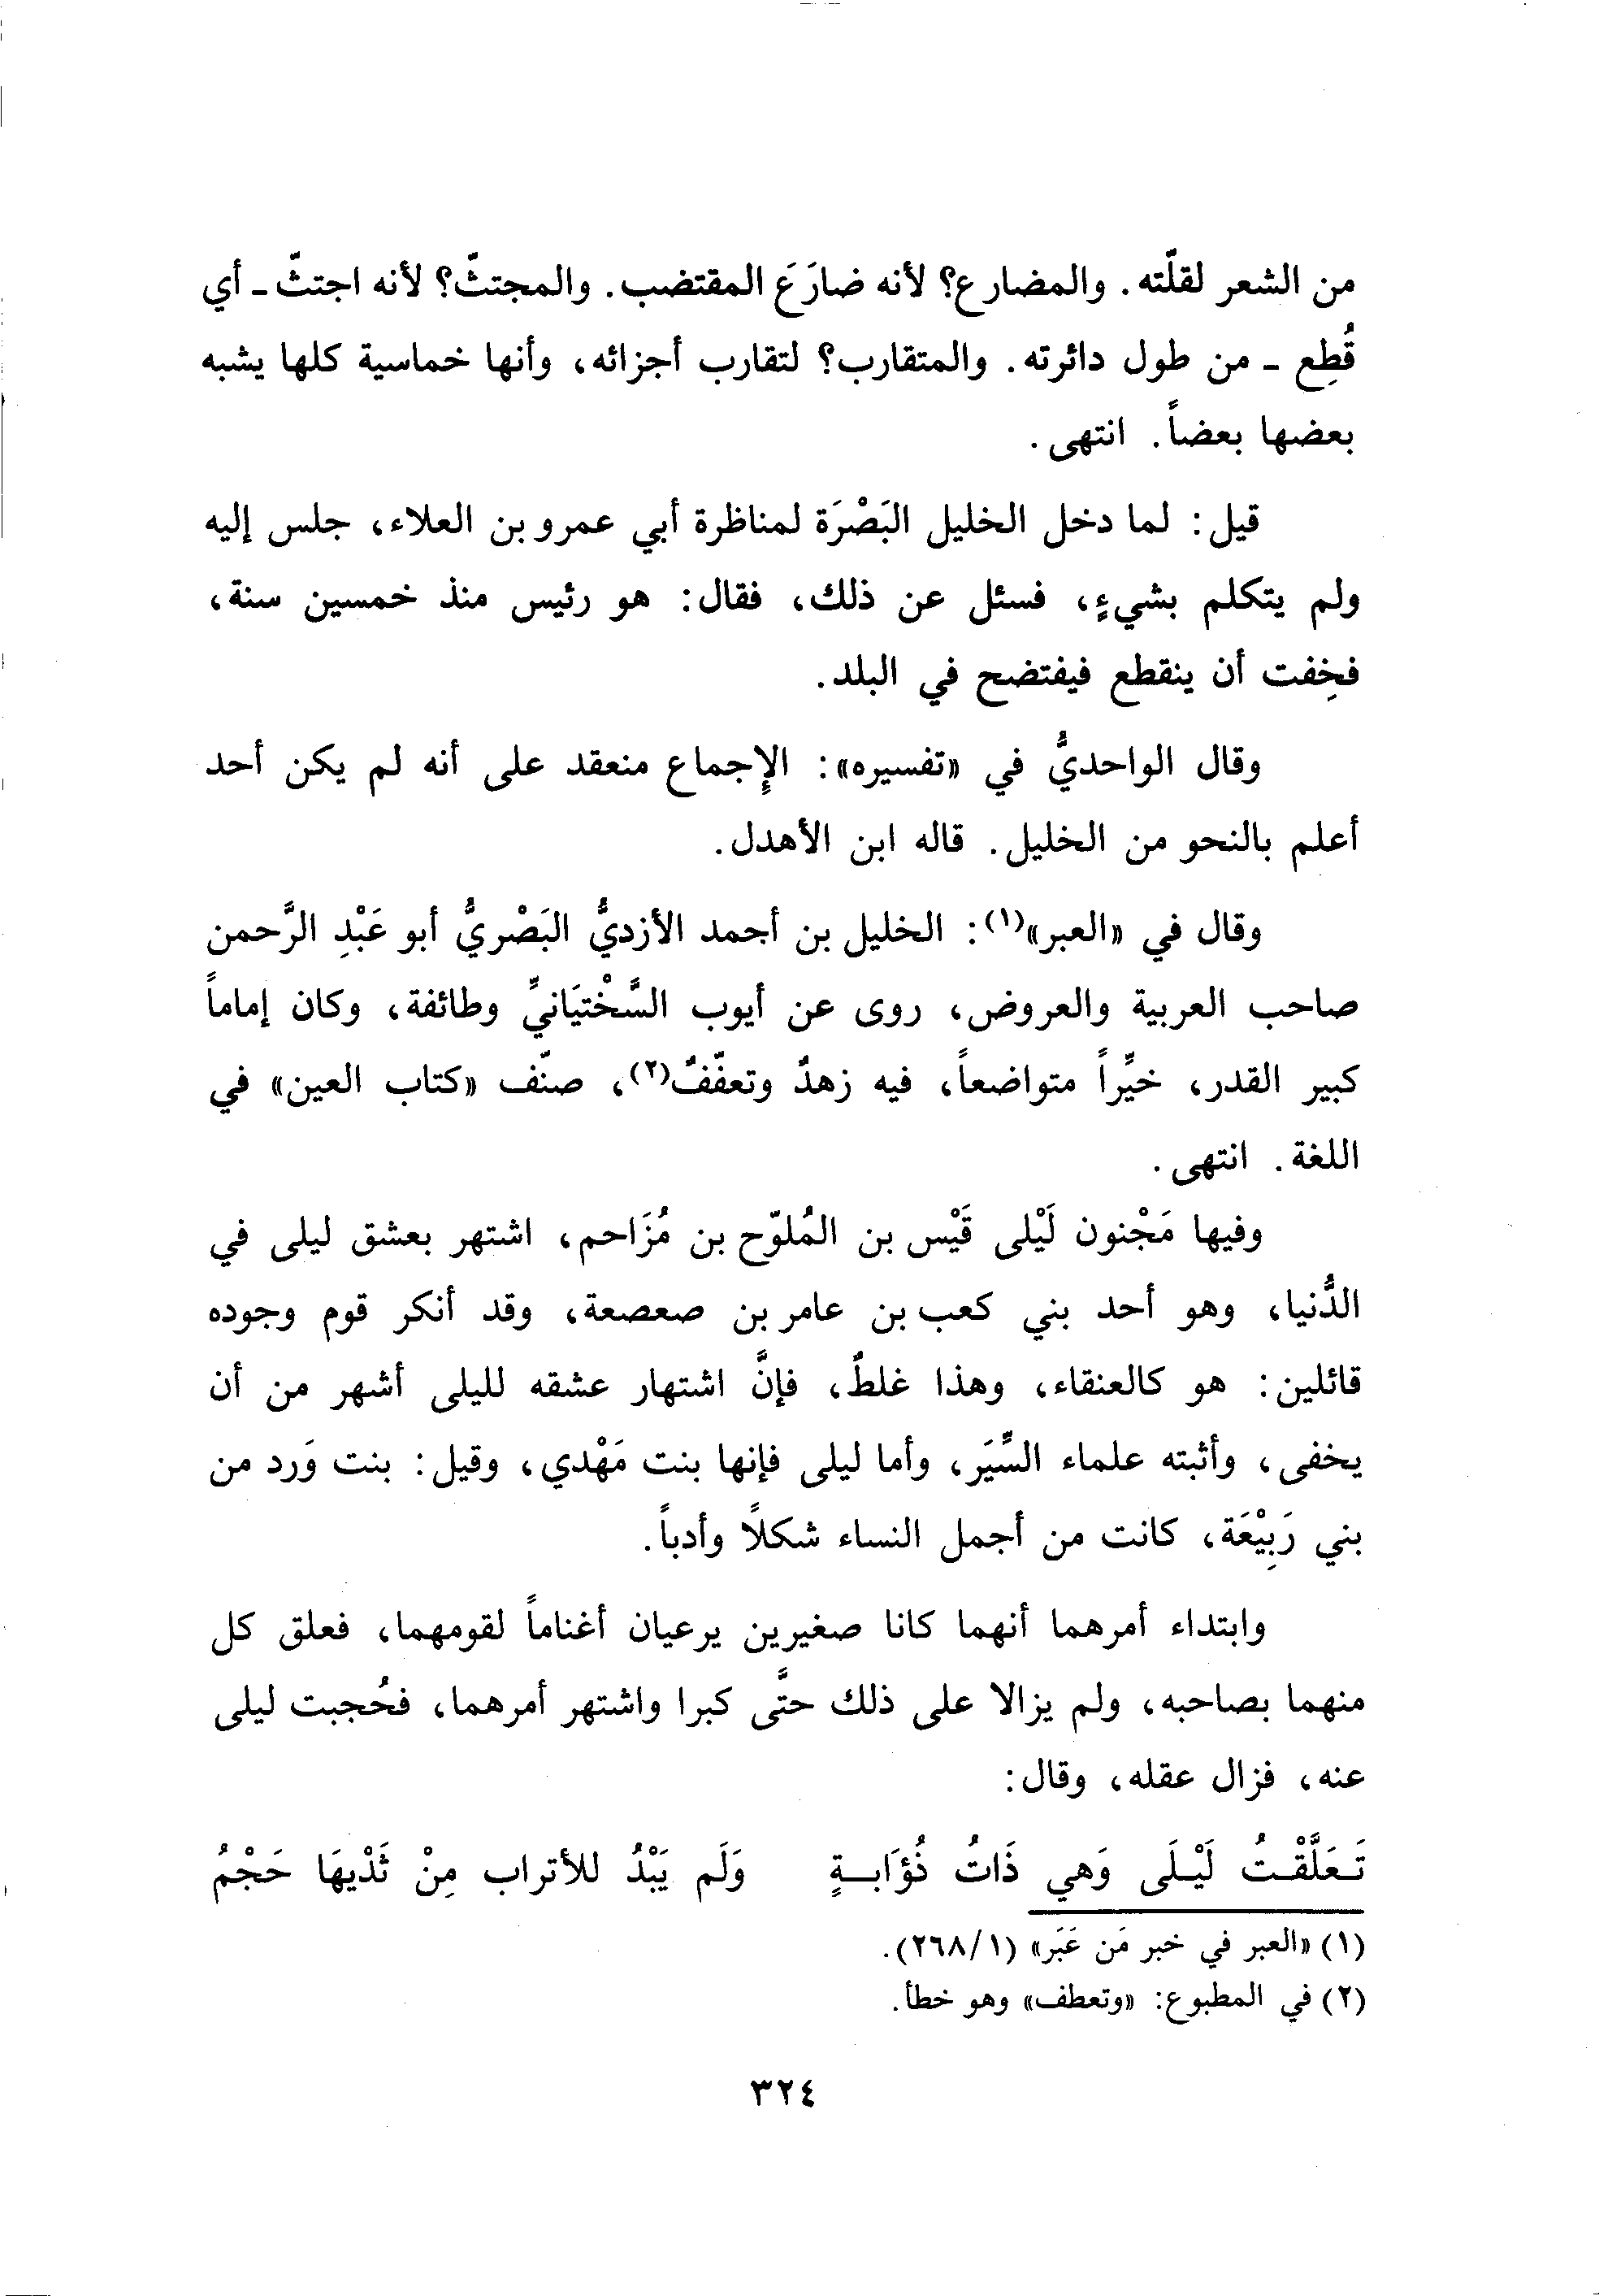 من الشعر لقلّته. والمضارع؟ لأنه ضارَعَ المقتضب. والمجتثّ؟ لأنه اجتثّ - أي
قُطِع - من طول دائرته. والمتقارب؟ لتقارب أجزائه، وأنها خماسية كلها يشبه
بعضها بعضاً. انتهى.
قيل: لما دخل الخليل البَصْرَة لمناظرة أبي عمرو بن العلاء، جلس إليه
ولم يتكلم بشيءٍ، فسئل عن ذلك، فقال: هو رئيس منذ خمسين سنة،
فخِفت أن ينقطع فيفتضح في البلد.
وقال الواحديُّ في «تفسيره»: الإِجماع منعقد على أنه لم يكن أحد
أعلم بالنحو من الخليل. قاله ابن الأهدل.
وقال في «العبر»(١): الخليل بن أحمد الأزديُّ البَصْريُّ أبو عَبْدِ الرَّحمن
صاحب العربية والعروض، روى عن أيوب السَّخْتيَانيِّ وطائفة، وكان إماماً
كبير القدر، خيِّراً متواضعاً، فيه زهدٌ وتعفّفٌ(٢)، صنّف «كتاب العين» في
اللغة. انتهى.
وفيها مَجْنون لَيْلى قَيْس بن المُلوّح بن مُزَاحم، اشتهر بعشق ليلى في
الدُّنيا، وهو أحد بني كعب بن عامر بن صعصعة، وقد أنكر قوم وجوده
قائلين: هو كالعنقاء، وهذا غلطٌ، فإنَّ اشتهار عشقه لليلى أشهر من أن
يخفى، وأثبته علماء السِّيَر، وأما ليلى فإنها بنت مَهْدي، وقيل: بنت وَرد من
بني رَبِيْعَة، كانت من أجمل النساء شكلًا وأدباً.
وابتداء أمرهما أنهما كانا صغيرين يرعيان أغناماً لقومهما، فعلق كل
منهما بصاحبه، ولم يزالا على ذلك حتَّى كبرا واشتهر أمرهما، فحُجبت ليلى
عنه، فزال عقله، وقال:
تَعَلَّقْتُ لَيْلَى وَهي ذَاتُ ذُؤَابةٍ وَلَم يَبْدُ للأتراب مِنْ ثَدْيهَا حَجْمُ
(١) «العبر في خبر مَن غَبَر» (١/٢٦٨).
(٢) في المطبوع: «وتعطف» وهو خطأ.
٣٢٤